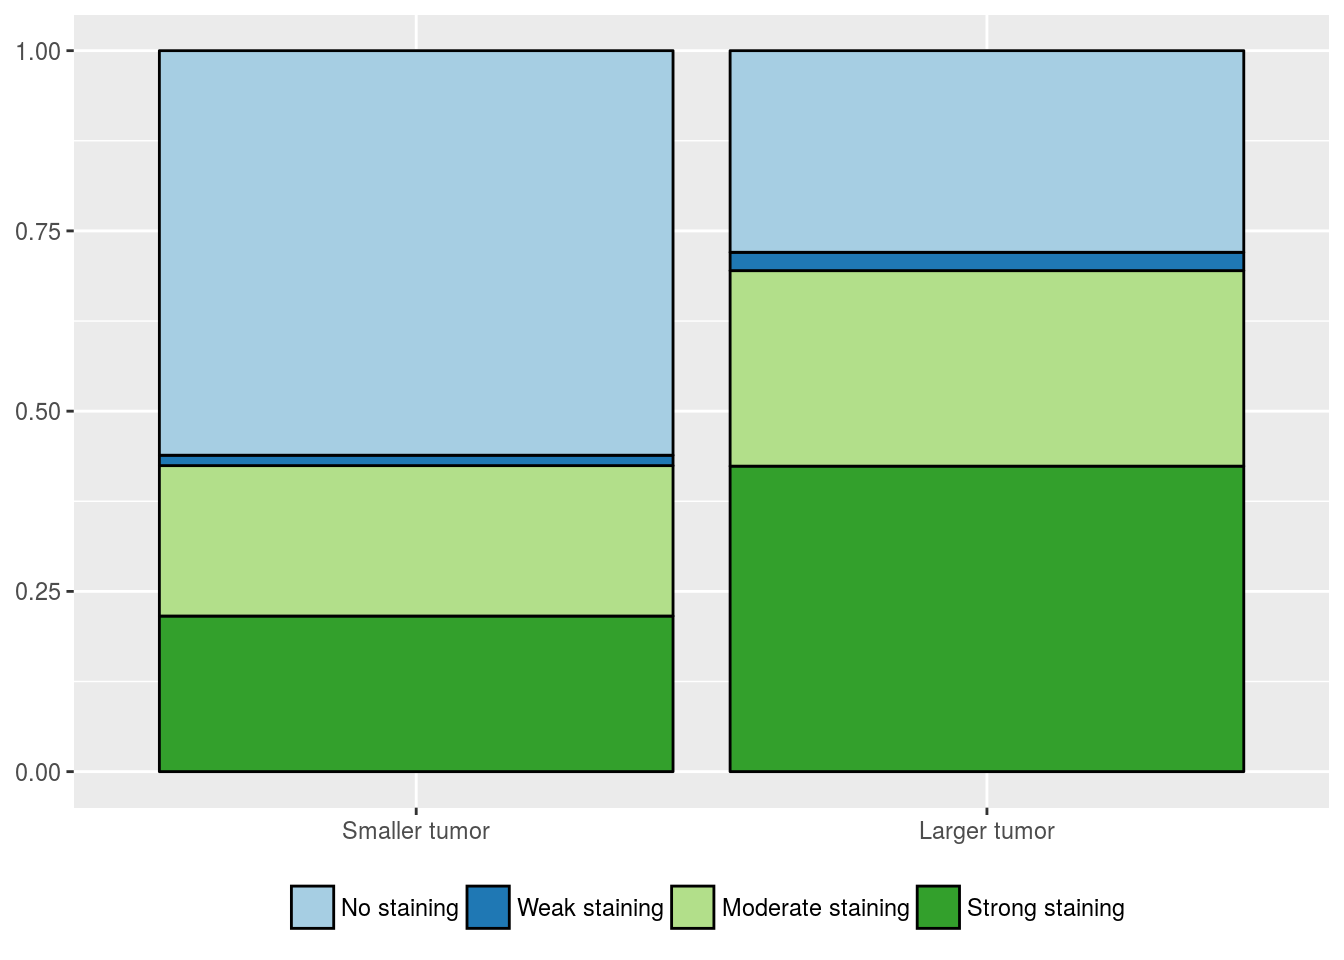 1.00
0.75
0.50
0.25
0.00
Smaller tumor Larger tumor
No staining Weak staining Moderate staining Strong staining